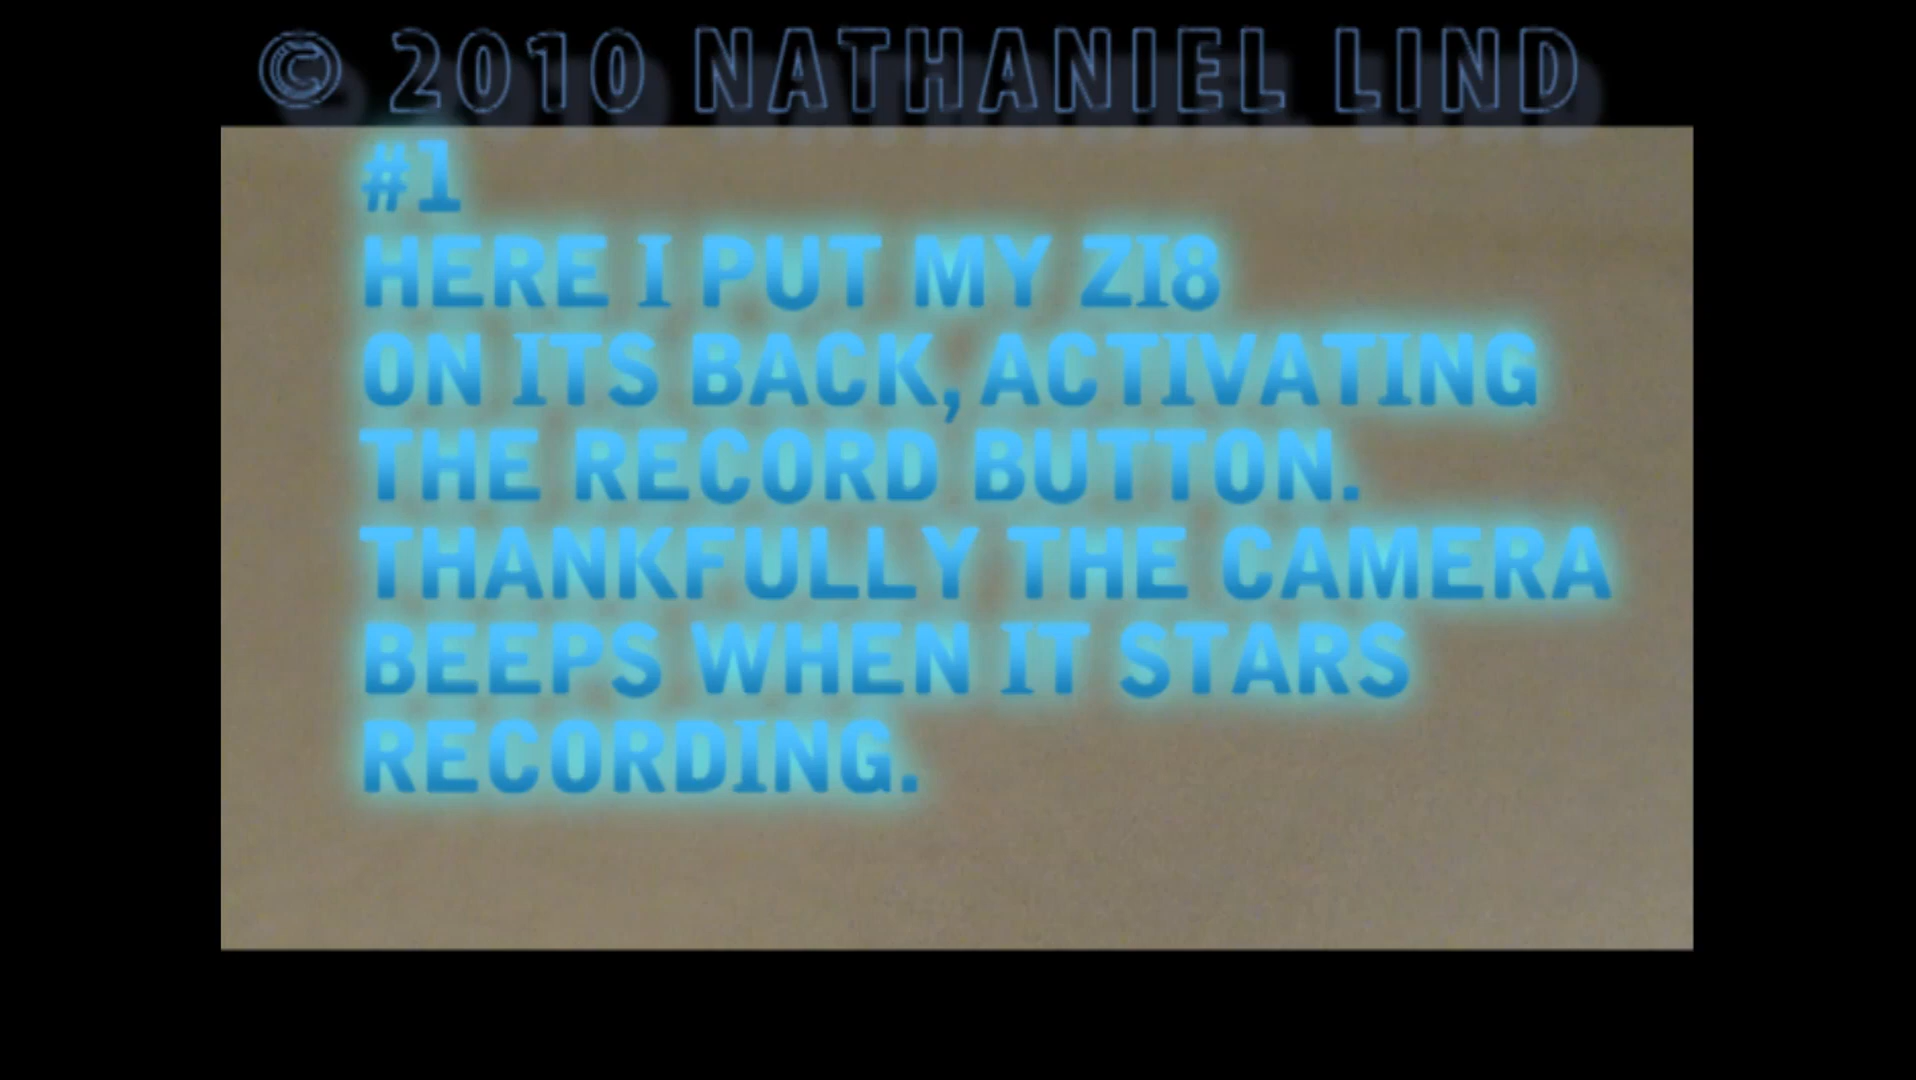 © 2010 NATHANIEL LIND
#1
HERE I PUT MY ZI8
ON ITS BACK, ACTIVATING
THE RECORD BUTTON.
THANKFULLY THE CAMERA
BEEPS WHEN IT STARS
RECORDING.